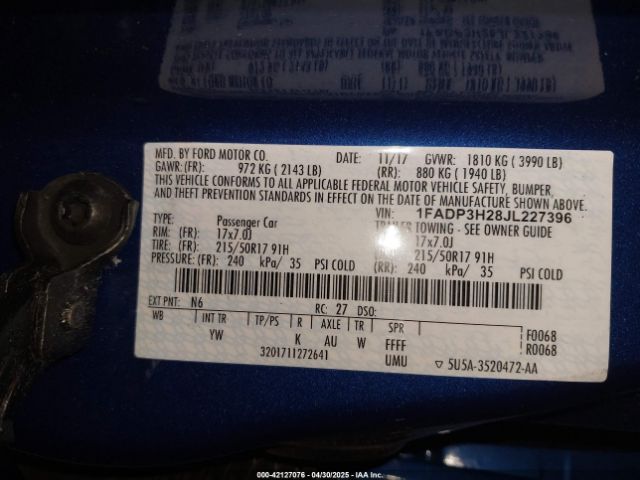 MFD. BY FORD MOTOR CO. DATE: 11/17 GVWR: 1810 KG ( 3990 LB)
GAWR: (FR): 972 KG ( 2143 LB) (RR): 880 KG ( 1940 LB)
THIS VEHICLE CONFORMS TO ALL APPLICABLE FEDERAL MOTOR VEHICLE SAFETY, BUMPER,
AND THEFT PREVENTION STANDARDS IN EFFECT ON THE DATE OF MANUFACTURE SHOWN ABOVE.
VIN: 1FADP3H28JL227396
TYPE: Passenger Car TRAILER TOWING - SEE OWNER GUIDE
RIM: (FR): 17x7.0J 17x7.0J
TIRE: (FR): 215/50R17 91H 215/50R17 91H
PRESSURE: (FR): 240 kPa/ 35 PSI COLD (RR): 240 kPa/ 35 PSI COLD
EXT PNT: N6 RC: 27 DSO:
WB INT TR TP/PS R AXLE TR SPR F0068
YW K AU W FFFF R0068
3201711272641 UMU ▽ 5U5A-3520472-AA
000-42127076 - 04/30/2025 - IAAI.COM